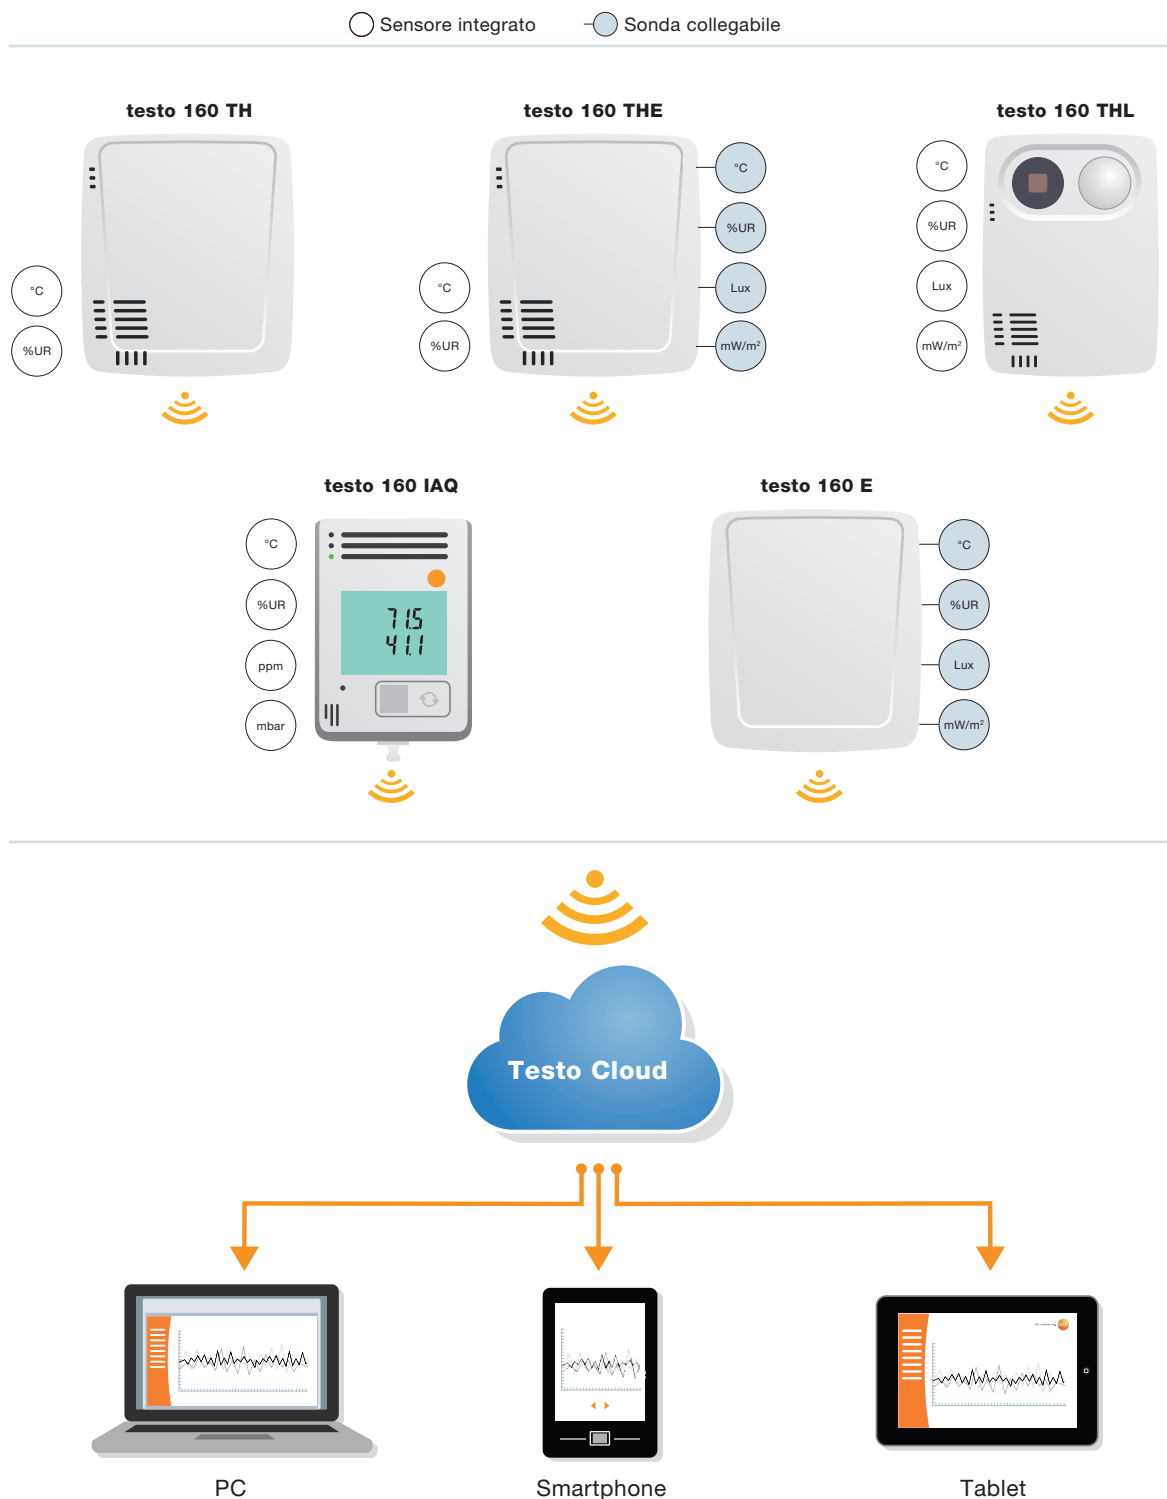 Sensore integrato
Sonda collegabile
testo 160 TH
°C
%UR
testo 160 THE
°C
%UR
°C
%UR
Lux
mW/m²
testo 160 THL
°C
%UR
Lux
mW/m²
testo 160 IAQ
°C
%UR
ppm
mbar
71.5
41.1
testo 160 E
°C
%UR
Lux
mW/m²
Testo Cloud
PC
Smartphone
Tablet